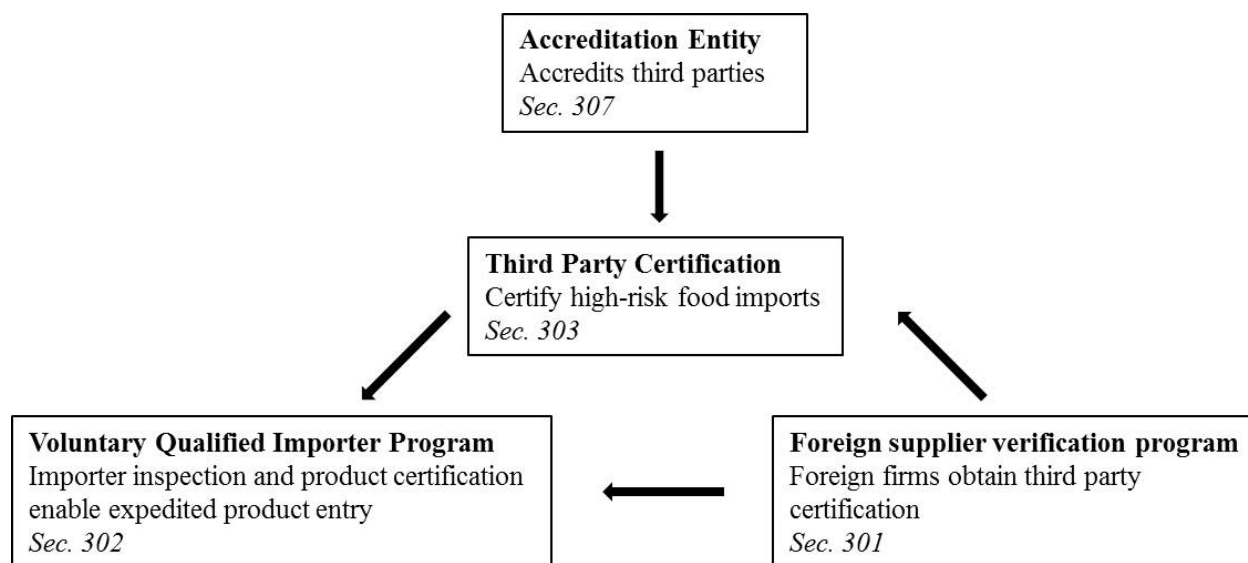 Accreditation Entity
Accredits third parties
Sec. 307
Third Party Certification
Certify high-risk food imports
Sec. 303
Voluntary Qualified Importer Program
Importer inspection and product certification
enable expedited product entry
Sec. 302
Foreign supplier verification program
Foreign firms obtain third party
certification
Sec. 301